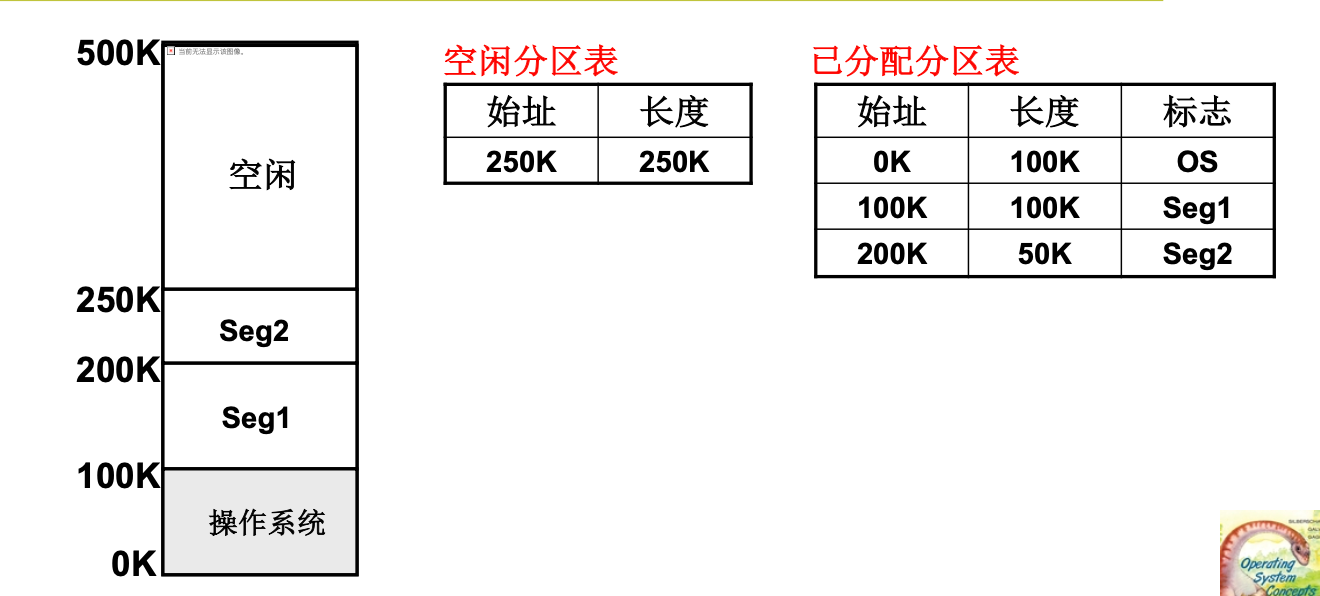 500K
当前无法显示该图像。
空闲
250K
Seg2
200K
Seg1
100K
操作系统
0K
空闲分区表
始址 长度
250K 250K
已分配分区表
始址 长度 标志
0K 100K OS
100K 100K Seg1
200K 50K Seg2
Operating
System
Concepts